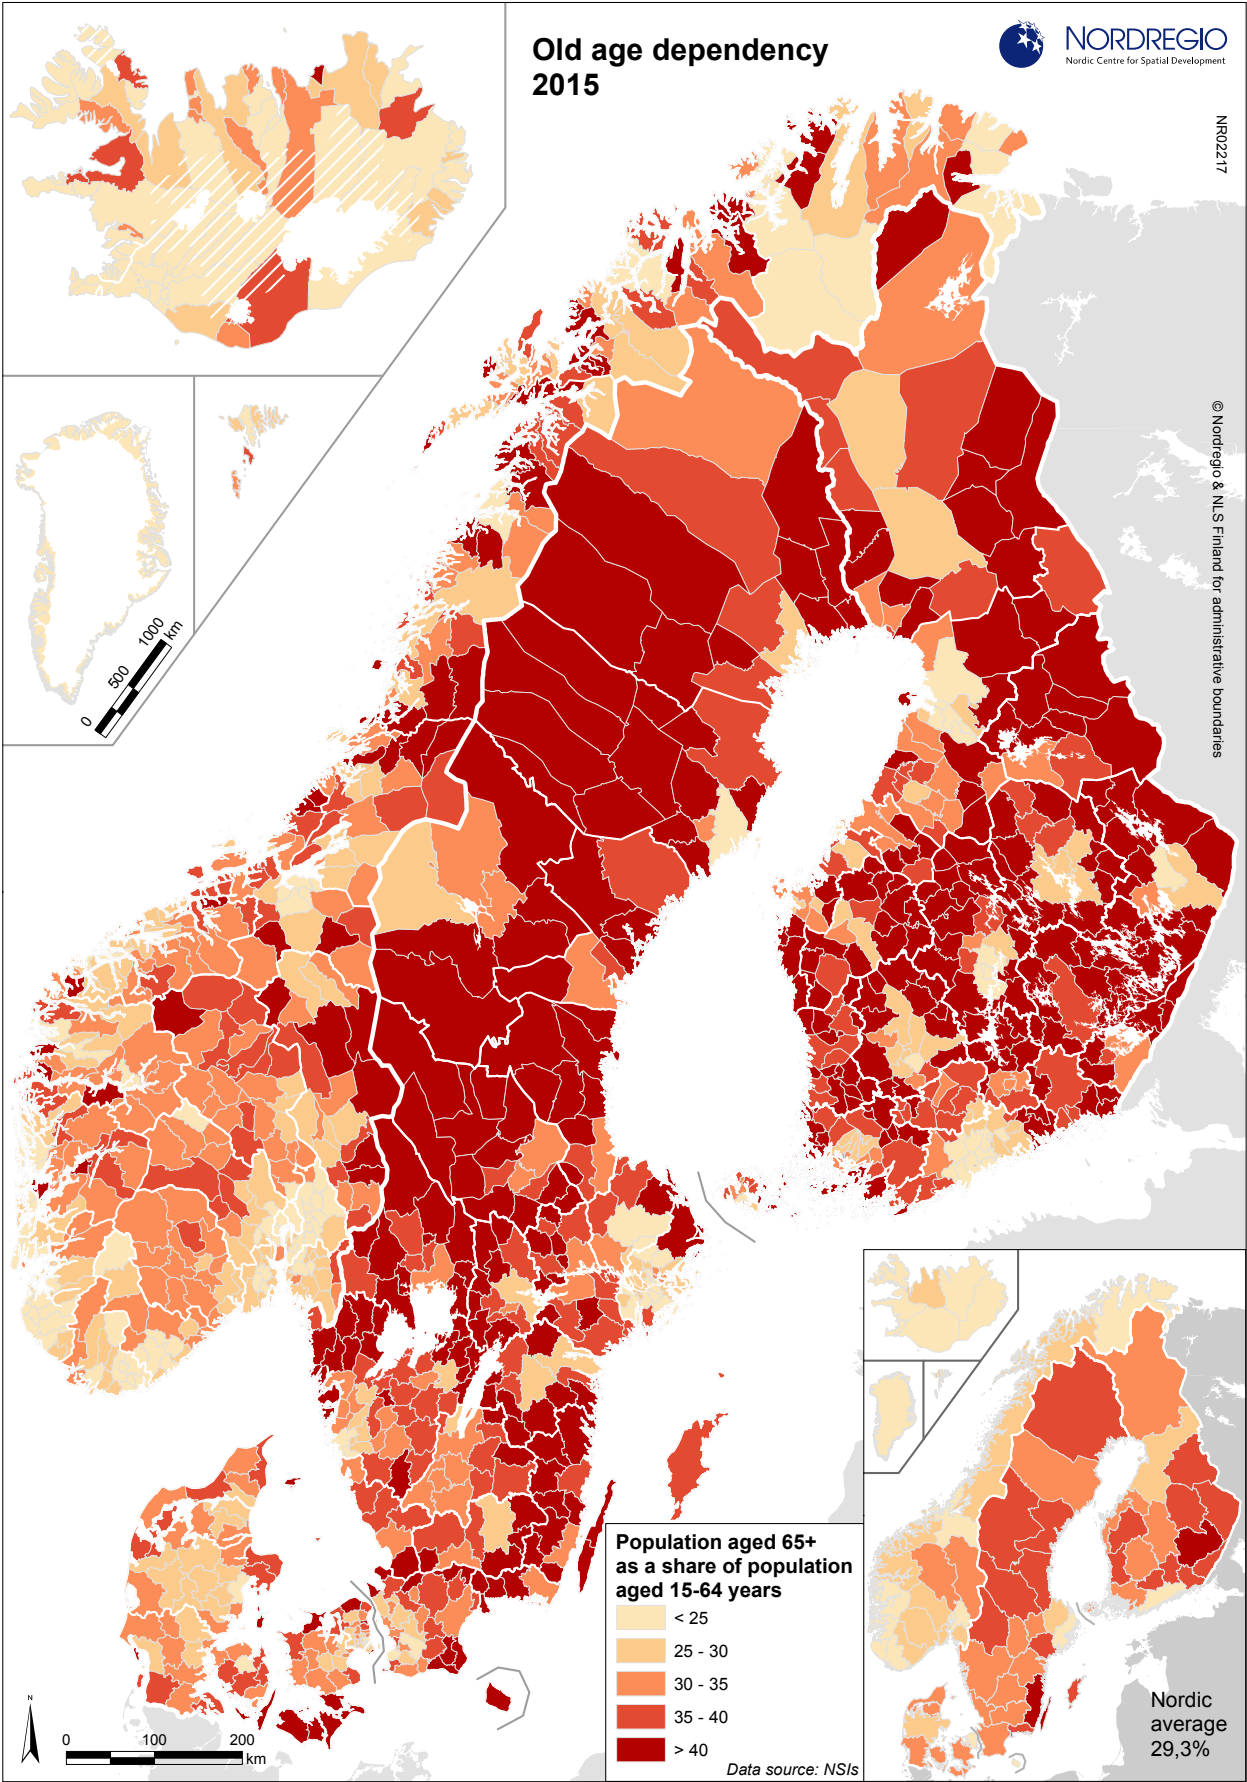 Old age dependency
2015
NORDREGIO
Nordic Centre for Spatial Development
NR02217
© Nordregio & NLS Finland for administrative boundaries
0 500 1000
km
Population aged 65+
as a share of population
aged 15-64 years
< 25
25 - 30
30 - 35
35 - 40
> 40
Data source: NSIs
Nordic
average
29,3%
N
0 100 200
km